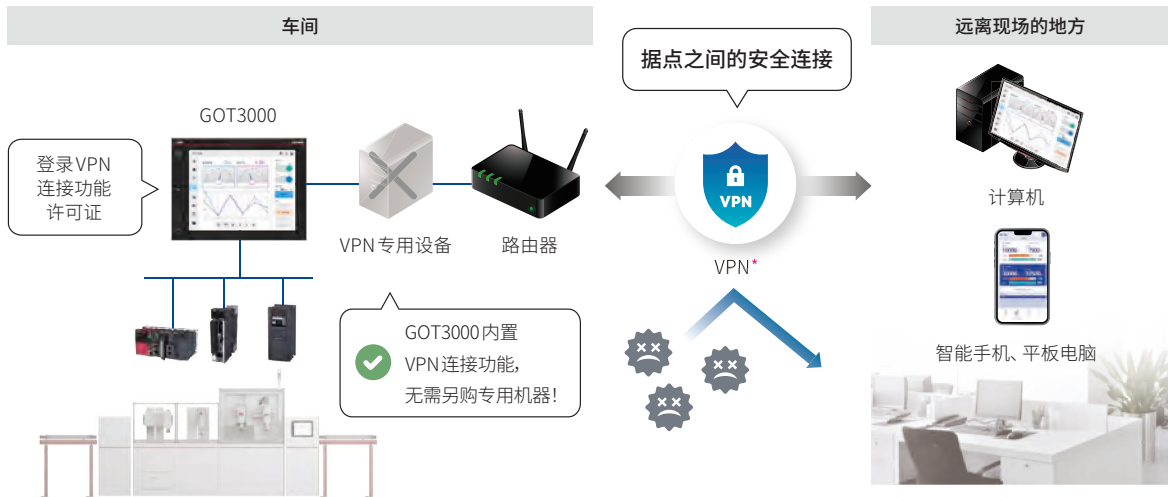 车间
据点之间的安全连接
远离现场的地方
GOT3000
登录VPN
连接功能
许可证
VPN专用设备
路由器
VPN
VPN*
计算机
GOT3000内置
VPN连接功能,
无需另购专用机器!
智能手机、平板电脑